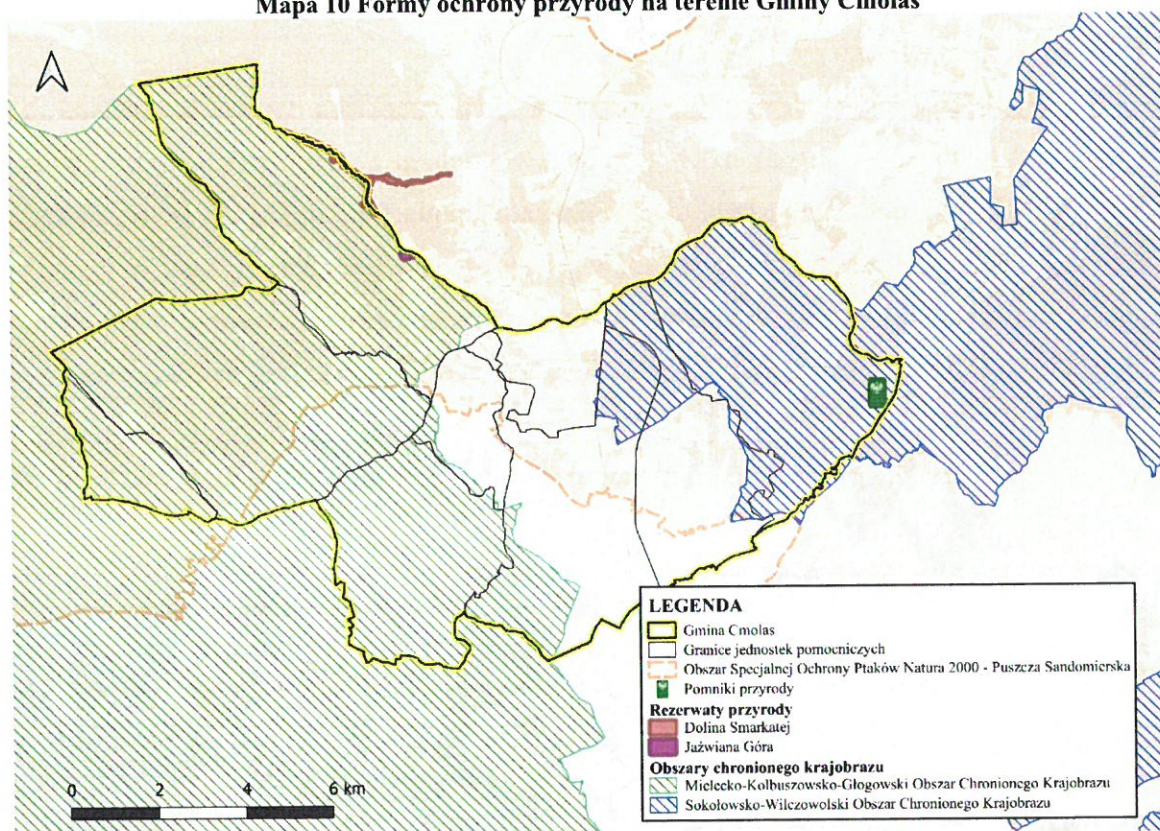 Mapa 10 Formy ochrony przyrody na terenie Gminy Cmolas
LEGENDA
Gmina Cmolas
Granice jednostek pomocniczych
Obszar Specjalnej Ochrony Ptaków Natura 2000 - Puszcza Sandomierska
Pomniki przyrody
Rezerwaty przyrody
Dolina Smarkatej
Jaźwiana Góra
Obszary chronionego krajobrazu
Mielecko-Kolbuszowsko-Głogowski Obszar Chronionego Krajobrazu
Sokołowsko-Wilczowolski Obszar Chronionego Krajobrazu
0 2 4 6 km